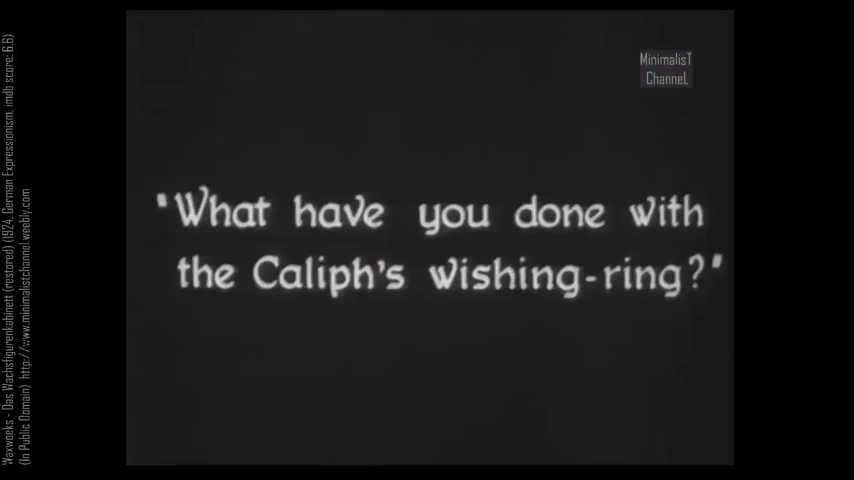 MinimalisT
ChanneL
"What have you done with
the Caliph's wishing-ring?"
Waxwoeks - Das Wachsfigurenkabinett (restored) (1924, German Expressionism, imdb score: 6.6)
(In Public Domain) http://www.minimalistchannel.weebly.com